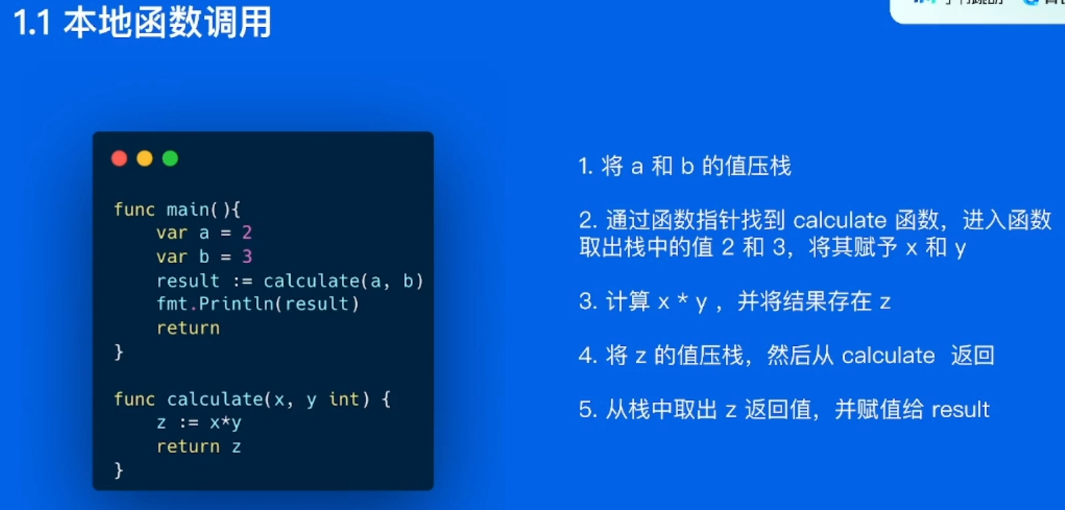 1.1 本地函数调用
func main(){
var a = 2
var b = 3
result := calculate(a, b)
fmt.Println(result)
return
}
func calculate(x, y int) {
z := x*y
return z
}
1. 将 a 和 b 的值压栈
2. 通过函数指针找到 calculate 函数，进入函数
取出栈中的值 2 和 3，将其赋予 x 和 y
3. 计算 x * y ，并将结果存在 z
4. 将 z 的值压栈，然后从 calculate 返回
5. 从栈中取出 z 返回值，并赋值给 result